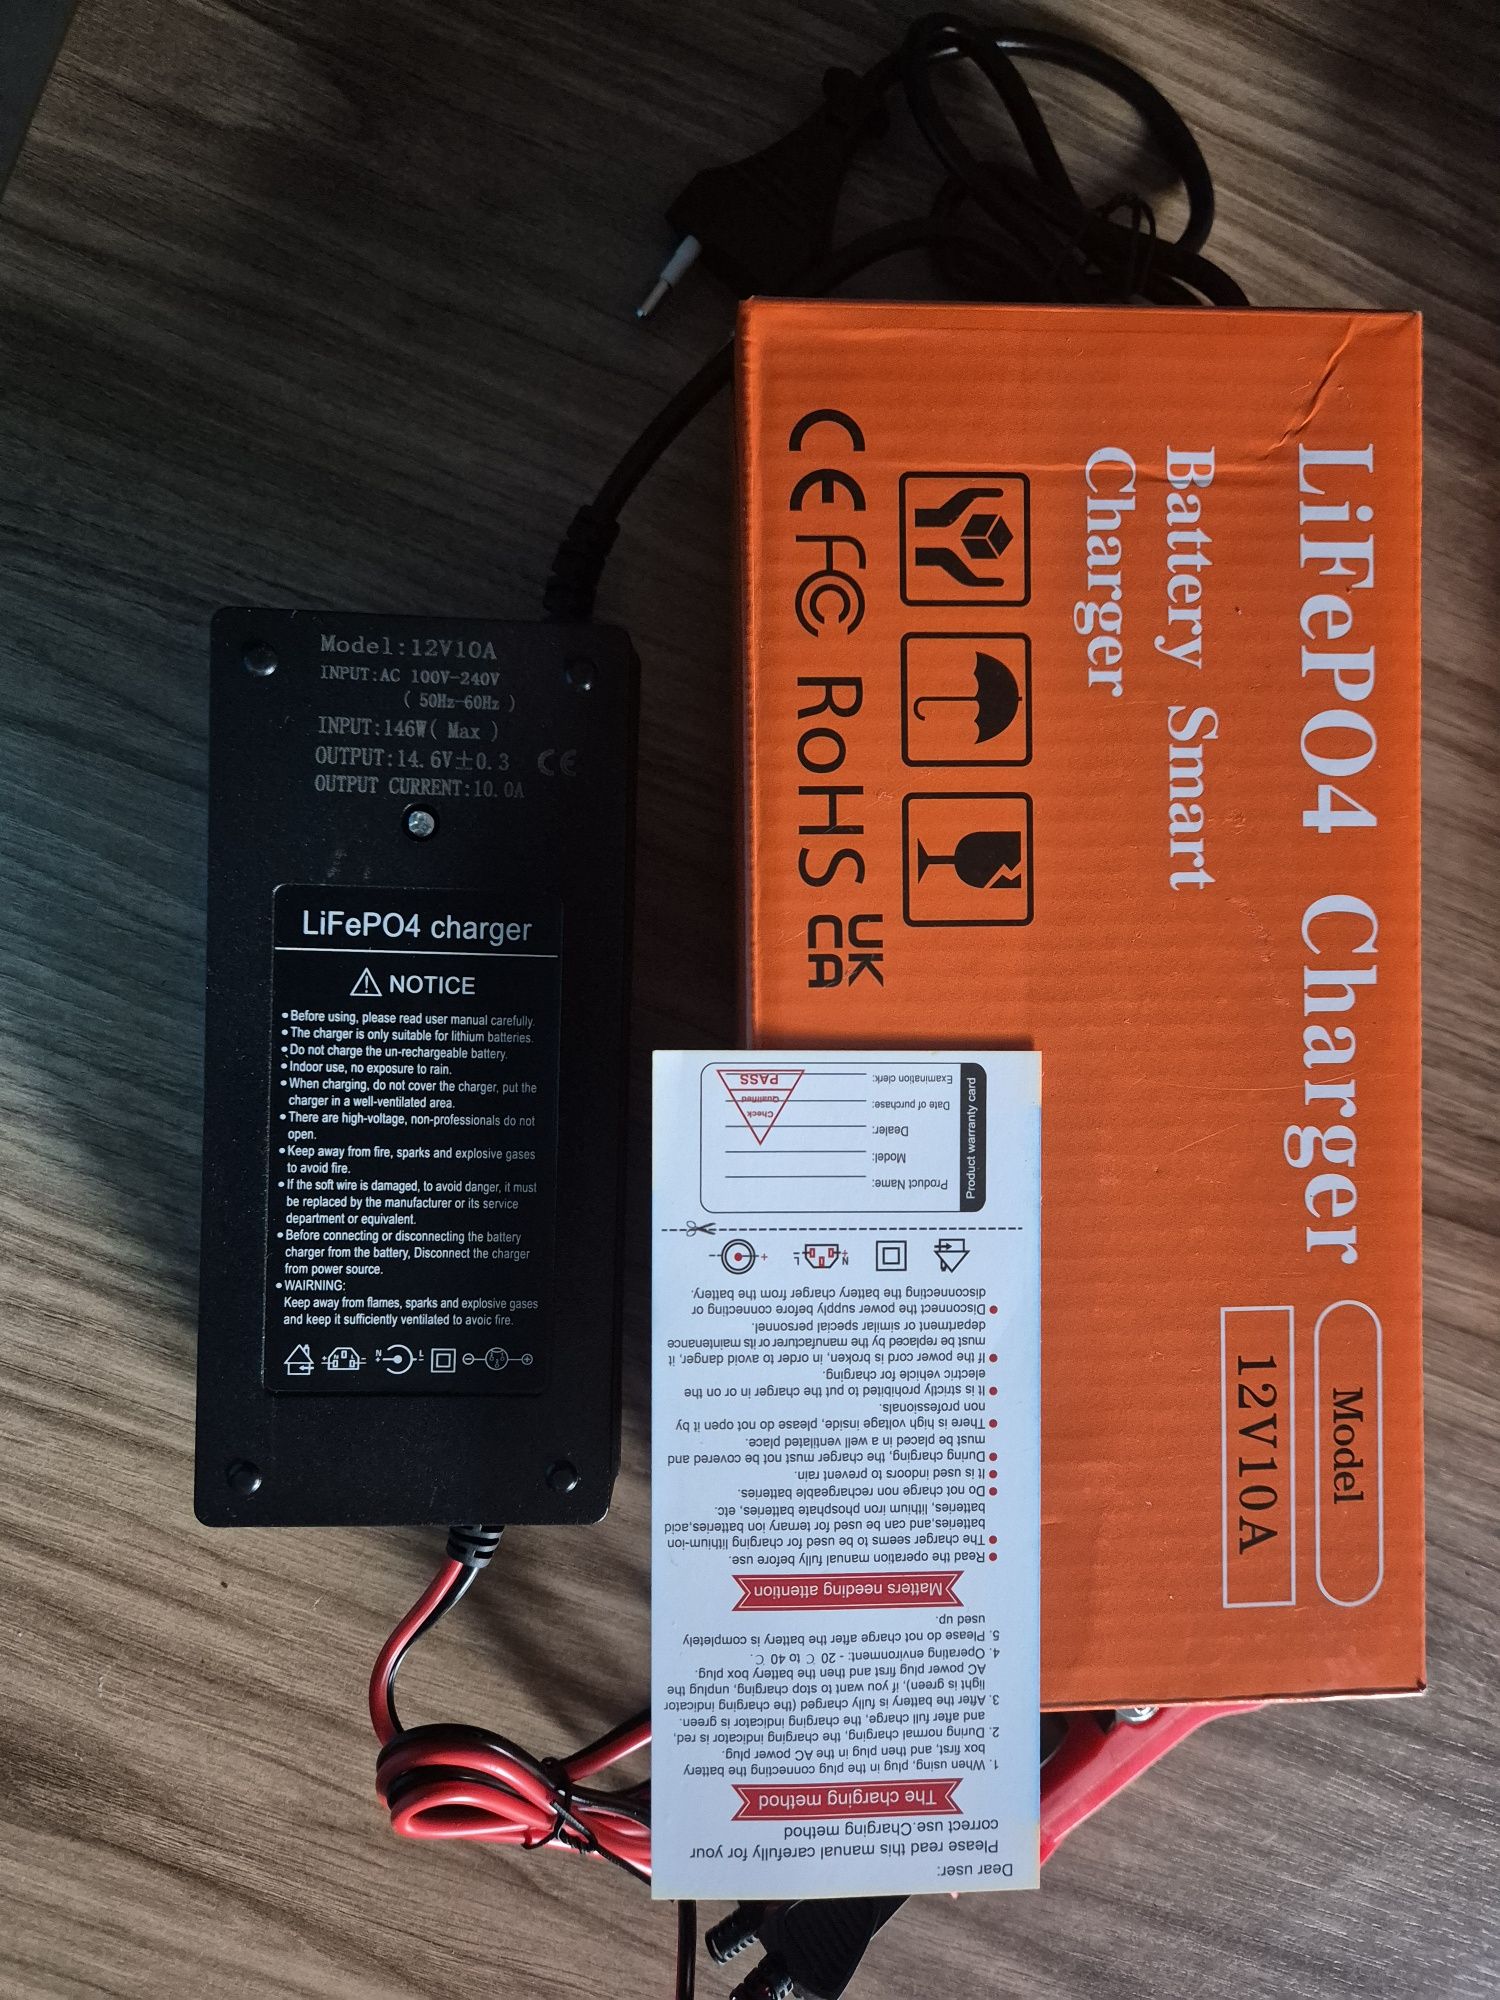 Model:12V10A
INPUT:AC 100V-240V
( 50Hz-60Hz )
INPUT:146W( Max )
OUTPUT:14.6V±0.3 CE
OUTPUT CURRENT:10.0A
LiFePO4 charger
NOTICE
•Before using, please read user manual carefully.
•The charger is only suitable for lithium batteries.
•Do not charge the un-rechargeable battery.
•Indoor use, no exposure to rain.
•When charging, do not cover the charger, put the
charger in a well-ventilated area.
•There are high-voltage, non-professionals do not
open.
•Keep away from fire, sparks and explosive gases
to avoid fire.
•If the soft wire is damaged, to avoid danger, it must
be replaced by the manufacturer or its service
department or equivalent.
•Before connecting or disconnecting the battery
charger from the battery, Disconnect the charger
from power source.
•WAIRNING:
Keep away from flames, sparks and explosive gases
and keep it sufficiently ventilated to avoic fire.
N L
LiFePO4 Charger
Battery Smart
Charger
Model
12V10A
CE FC RoHS UK
CA
Dear user:
Please read this manual carefully for your
correct use.Charging method
The charging method
1. When using, plug in the plug connecting the battery
box first, and then plug in the AC power plug.
2. During normal charging, the charging indicator is red,
and after full charge, the charging indicator is green.
3. After the battery is fully charged (the charging indicator
light is green), if you want to stop charging, unplug the
AC power plug first and then the battery box plug.
4. Operating environment: - 20 ℃ to 40 ℃.
5. Please do not charge after the battery is completely
used up.
Matters needing attention
● Read the operation manual fully before use.
● The charger seems to be used for charging lithium-ion
batteries,and can be used for ternary ion batteries,acid
batteries, lithium iron phosphate batteries, etc.
● Do not charge non rechargeable batteries.
● It is used indoors to prevent rain.
● During charging, the charger must not be covered and
must be placed in a well ventilated place.
● There is high voltage inside, please do not open it by
non professionals.
● It is strictly prohibited to put the charger in or on the
electric vehicle for charging.
● If the power cord is broken, in order to avoid danger, it
must be replaced by the manufacturer or its maintenance
department or similar special personnel.
● Disconnect the power supply before connecting or
disconnecting the battery charger from the battery.
N L
Product warranty card
Product Name:
Model:
Dealer:
Date of purchase:
Examination clerk:
Check
Qualified
PASS